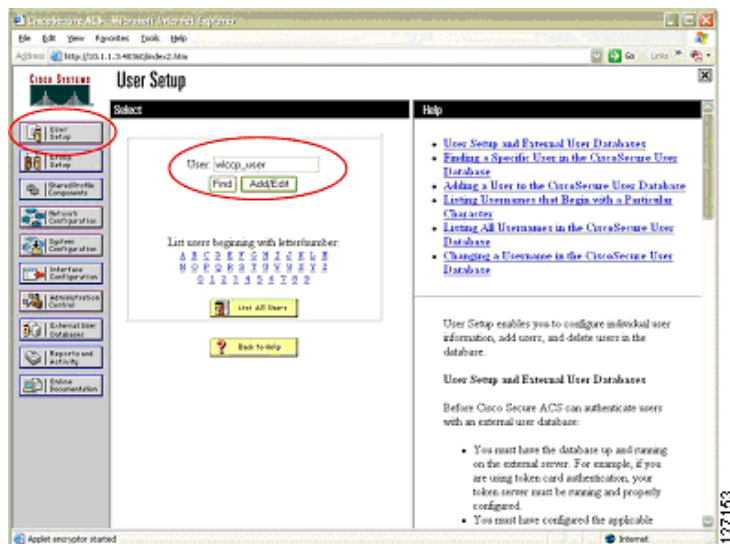 CiscoSecure ACS - Microsoft Internet Explorer
File Edit View Favorites Tools Help
Address http://10.1.1.3:48362/index2.htm Go Links
CISCO SYSTEMS
User Setup
User Setup
Group Setup
Shared Profile Components
Network Configuration
System Configuration
Interface Configuration
Administration Control
External User Databases
Reports and Activity
Online Documentation
Select
User: wlccp_user
Find Add/Edit
List users beginning with letter/number:
A B C D E F G H I J K L M
N O P Q R S T U V W X Y Z
0 1 2 3 4 5 6 7 8 9
List All Users
Back to Help
Help
User Setup and External User Databases
Finding a Specific User in the CiscoSecure User
Database
Adding a User to the CiscoSecure User Database
Listing Usernames that Begin with a Particular
Character
Listing All Usernames in the CiscoSecure User
Database
Changing a Username in the CiscoSecure User
Database
User Setup enables you to configure individual user
information, add users, and delete users in the
database.
User Setup and External User Databases
Before Cisco Secure ACS can authenticate users
with an external user database:
You must have the database up and running
on the external server. For example, if you
are using token card authentication, your
token server must be running and properly
configured.
You must have configured the applicable
Applet encryptor started
Internet
127153